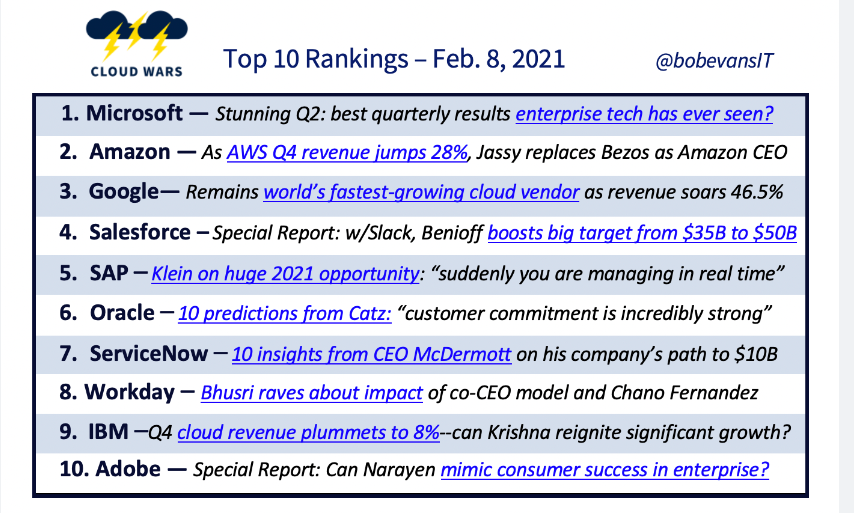 CLOUD WARS
Top 10 Rankings – Feb. 8, 2021
@bobevansIT
1. Microsoft — Stunning Q2: best quarterly results enterprise tech has ever seen?
2. Amazon — As AWS Q4 revenue jumps 28%, Jassy replaces Bezos as Amazon CEO
3. Google— Remains world's fastest-growing cloud vendor as revenue soars 46.5%
4. Salesforce – Special Report: w/Slack, Benioff boosts big target from $35B to $50B
5. SAP – Klein on huge 2021 opportunity: “suddenly you are managing in real time”
6. Oracle – 10 predictions from Catz: “customer commitment is incredibly strong”
7. ServiceNow – 10 insights from CEO McDermott on his company's path to $10B
8. Workday – Bhusri raves about impact of co-CEO model and Chano Fernandez
9. IBM –Q4 cloud revenue plummets to 8%--can Krishna reignite significant growth?
10. Adobe — Special Report: Can Narayen mimic consumer success in enterprise?